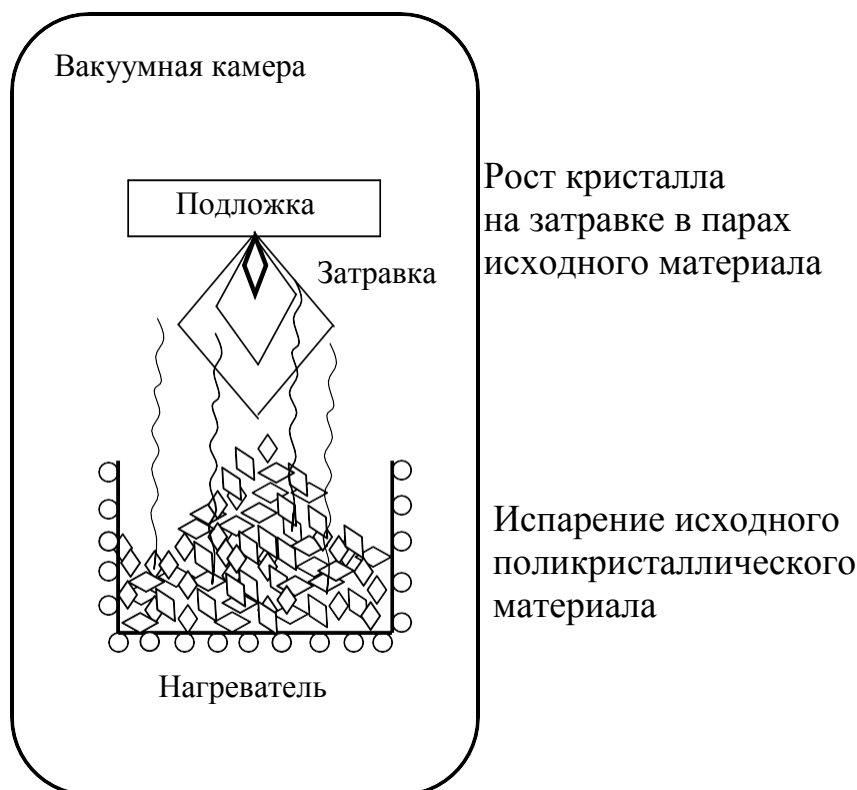 Вакуумная камера
Подложка
Затравка
Рост кристалла
на затравке в парах
исходного материала
Испарение исходного
поликристаллического
материала
Нагреватель